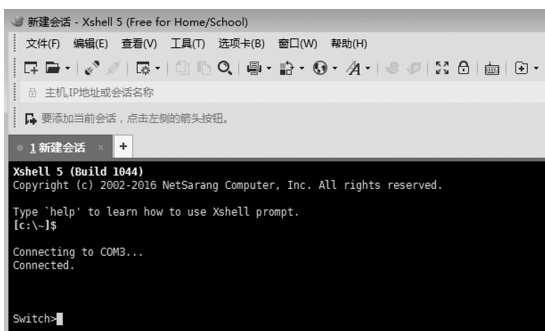 新建会话 - Xshell 5 (Free for Home/School)
文件(F) 编辑(E) 查看(V) 工具(T) 选项卡(B) 窗口(W) 帮助(H)
主机,IP地址或会话名称
要添加当前会话，点击左侧的箭头按钮。
1 新建会话 × +
Xshell 5 (Build 1044)
Copyright (c) 2002-2016 NetSarang Computer, Inc. All rights reserved.
Type `help' to learn how to use Xshell prompt.
[c:\~]$
Connecting to COM3...
Connected.
Switch>